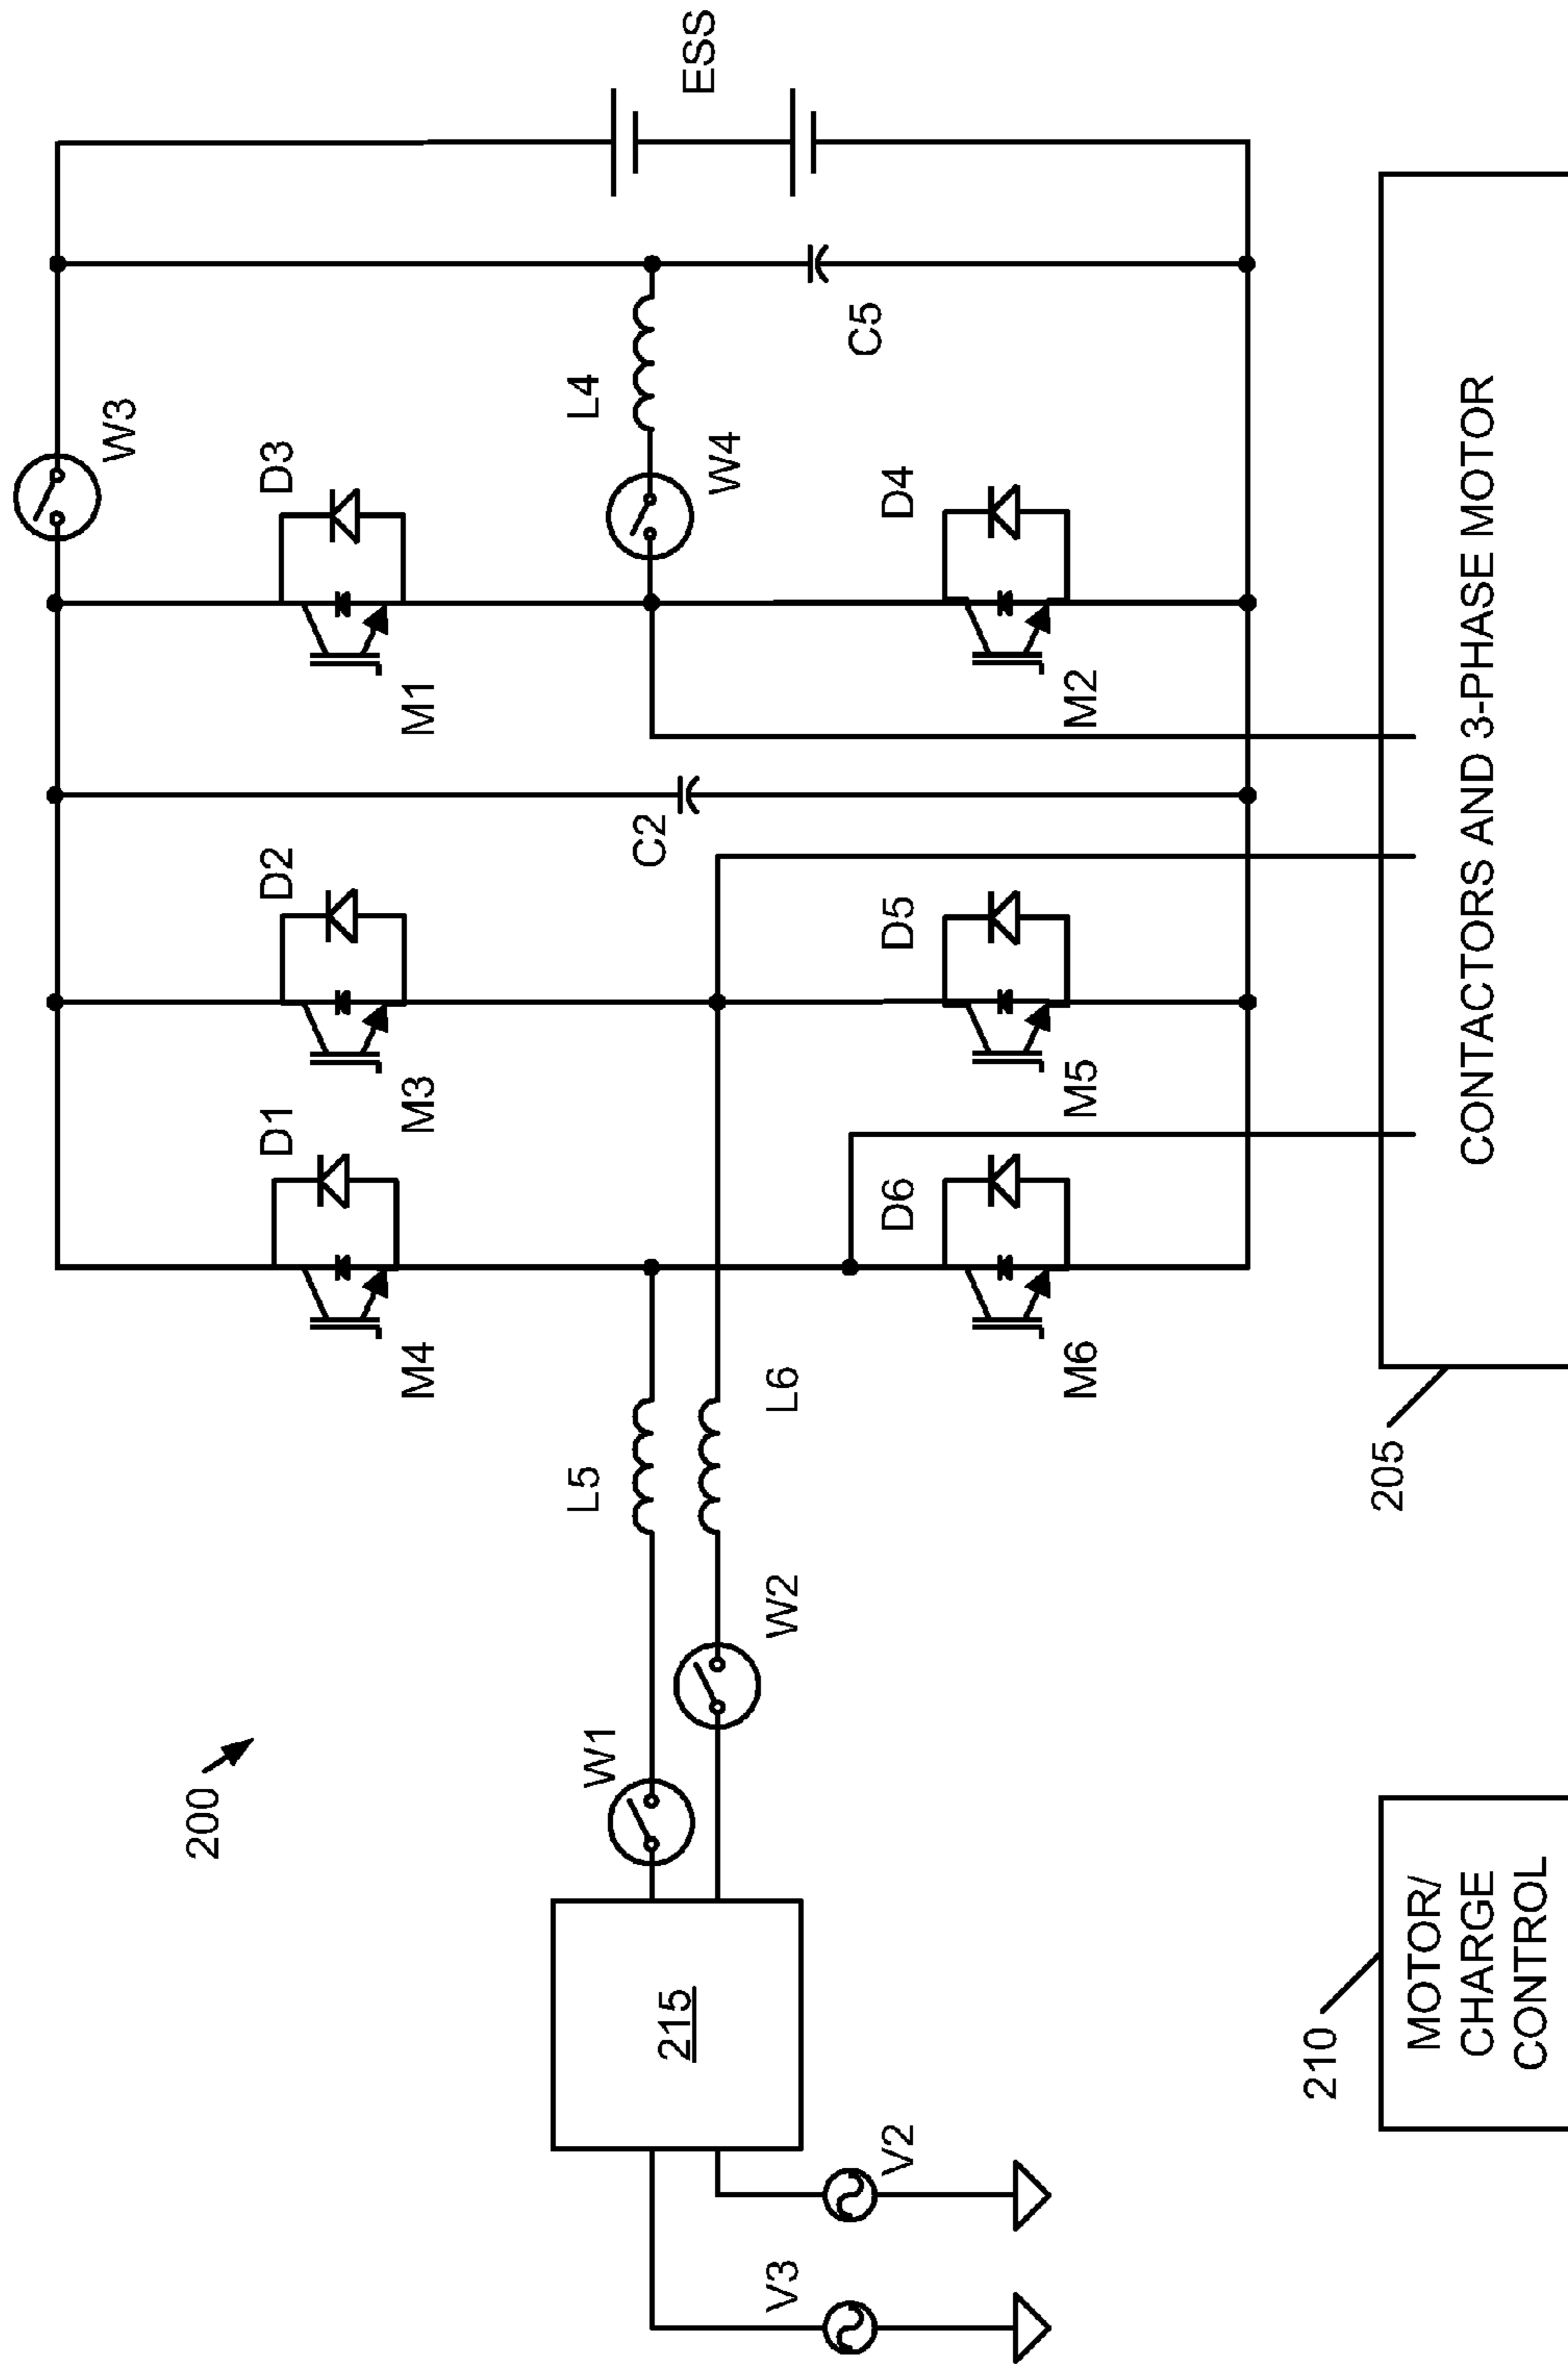 200
W3
D1
D2
D3
M4
M3
M1
C2
L4
W4
ESS
W1
L5
W2
L6
215
V3
V2
D6
D5
D4
C5
M6
M5
M2
210
MOTOR/
CHARGE
CONTROL
205
CONTACTORS AND 3-PHASE MOTOR